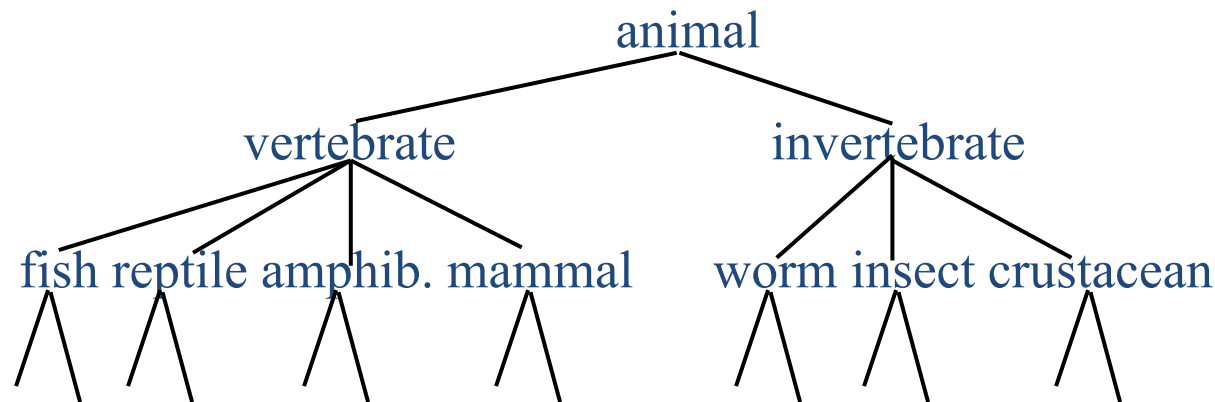 animal
vertebrate invertebrate
fish reptile amphib. mammal worm insect crustacean